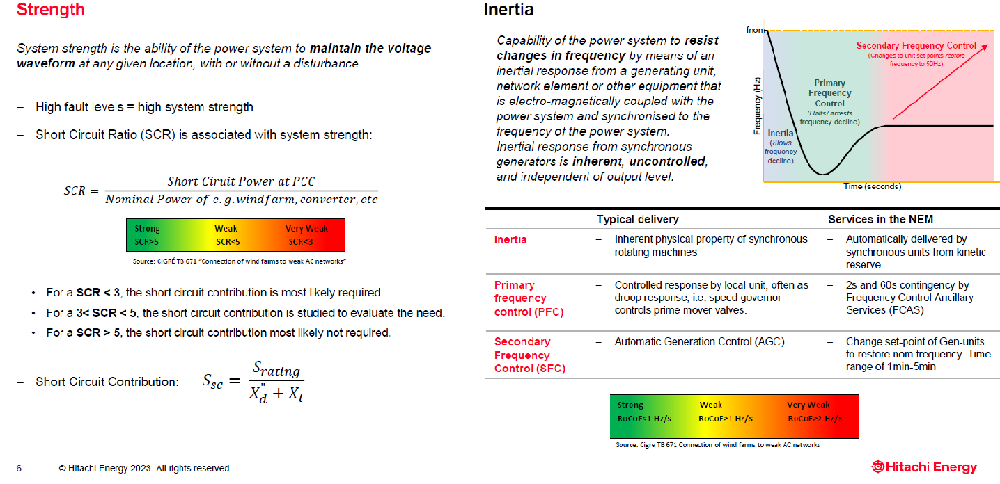 Strength
System strength is the ability of the power system to maintain the voltage
waveform at any given location, with or without a disturbance.
– High fault levels = high system strength
– Short Circuit Ratio (SCR) is associated with system strength:
SCR = Short Ciruit Power at PCC / Nominal Power of e.g.windfarm, converter, etc
Strong Weak Very Weak
SCR>5 SCR<5 SCR<3
Source: CIGRÉ TB 671 “Connection of wind farms to weak AC networks”
• For a SCR < 3, the short circuit contribution is most likely required.
• For a 3< SCR < 5, the short circuit contribution is studied to evaluate the need.
• For a SCR > 5, the short circuit contribution most likely not required.
– Short Circuit Contribution: S_sc = S_rating / (X"_d + X_t)
Inertia
Capability of the power system to resist
changes in frequency by means of an
inertial response from a generating unit,
network element or other equipment that
is electro-magnetically coupled with the
power system and synchronised to the
frequency of the power system.
Inertial response from synchronous
generators is inherent, uncontrolled,
and independent of output level.
fnom
Frequency (Hz)
Inertia
(Slows
frequency
decline)
Primary
Frequency
Control
(Halts/ arrests
frequency decline)
Secondary Frequency Control
(Changes to unit set points restore
frequency to 50Hz)
Time (seconds)
Typical delivery Services in the NEM
Inertia
– Inherent physical property of synchronous
rotating machines
– Automatically delivered by
synchronous units from kinetic
reserve
Primary
frequency
control (PFC)
– Controlled response by local unit, often as
droop response, i.e. speed governor
controls prime mover valves.
– 2s and 60s contingency by
Frequency Control Ancillary
Services (FCAS)
Secondary
Frequency
Control (SFC)
– Automatic Generation Control (AGC)
– Change set-point of Gen-units
to restore nom frequency. Time
range of 1min-5min
Strong Weak Very Weak
RoCoF<1 Hz/s RoCoF>1 Hz/s RoCoF>2 Hz/s
Source. Cigre TB 671 Connection of wind farms to weak AC networks
6 © Hitachi Energy 2023. All rights reserved.
Hitachi Energy